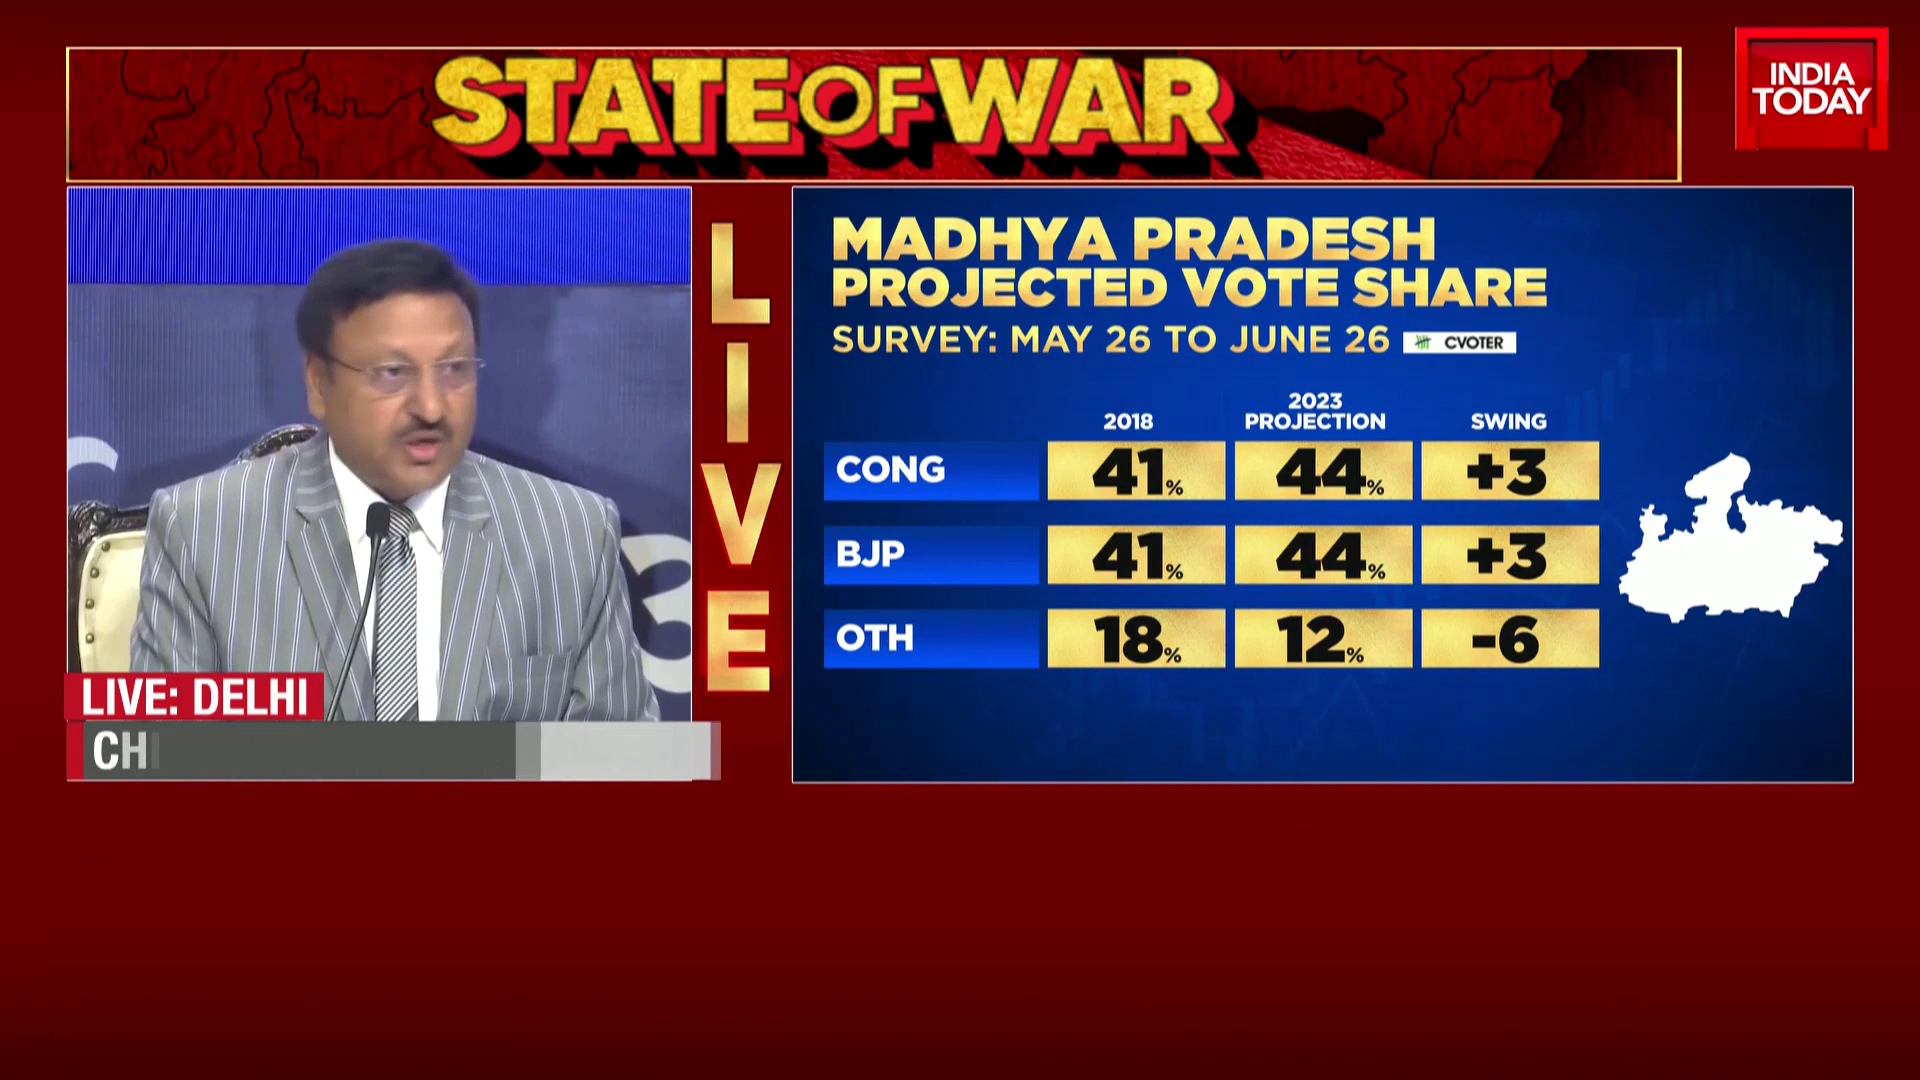 STATE OF WAR
INDIA
TODAY
LIVE
MADHYA PRADESH
PROJECTED VOTE SHARE
SURVEY: MAY 26 TO JUNE 26 CVOTER
2018 2023 PROJECTION SWING
CONG 41% 44% +3
BJP 41% 44% +3
OTH 18% 12% -6
LIVE: DELHI
CH
3